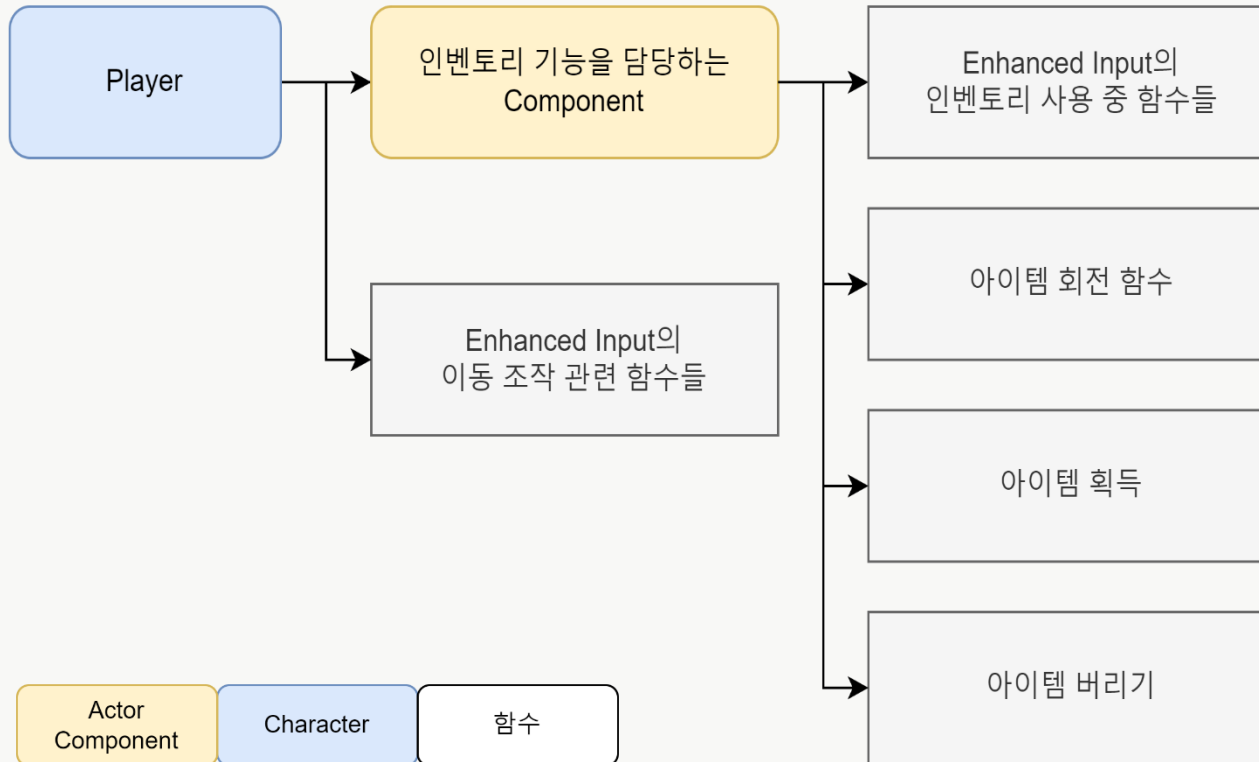 Player
인벤토리 기능을 담당하는
Component
Enhanced Input의
인벤토리 사용 중 함수들
아이템 회전 함수
Enhanced Input의
이동 조작 관련 함수들
아이템 획득
아이템 버리기
Actor
Component
Character
함수